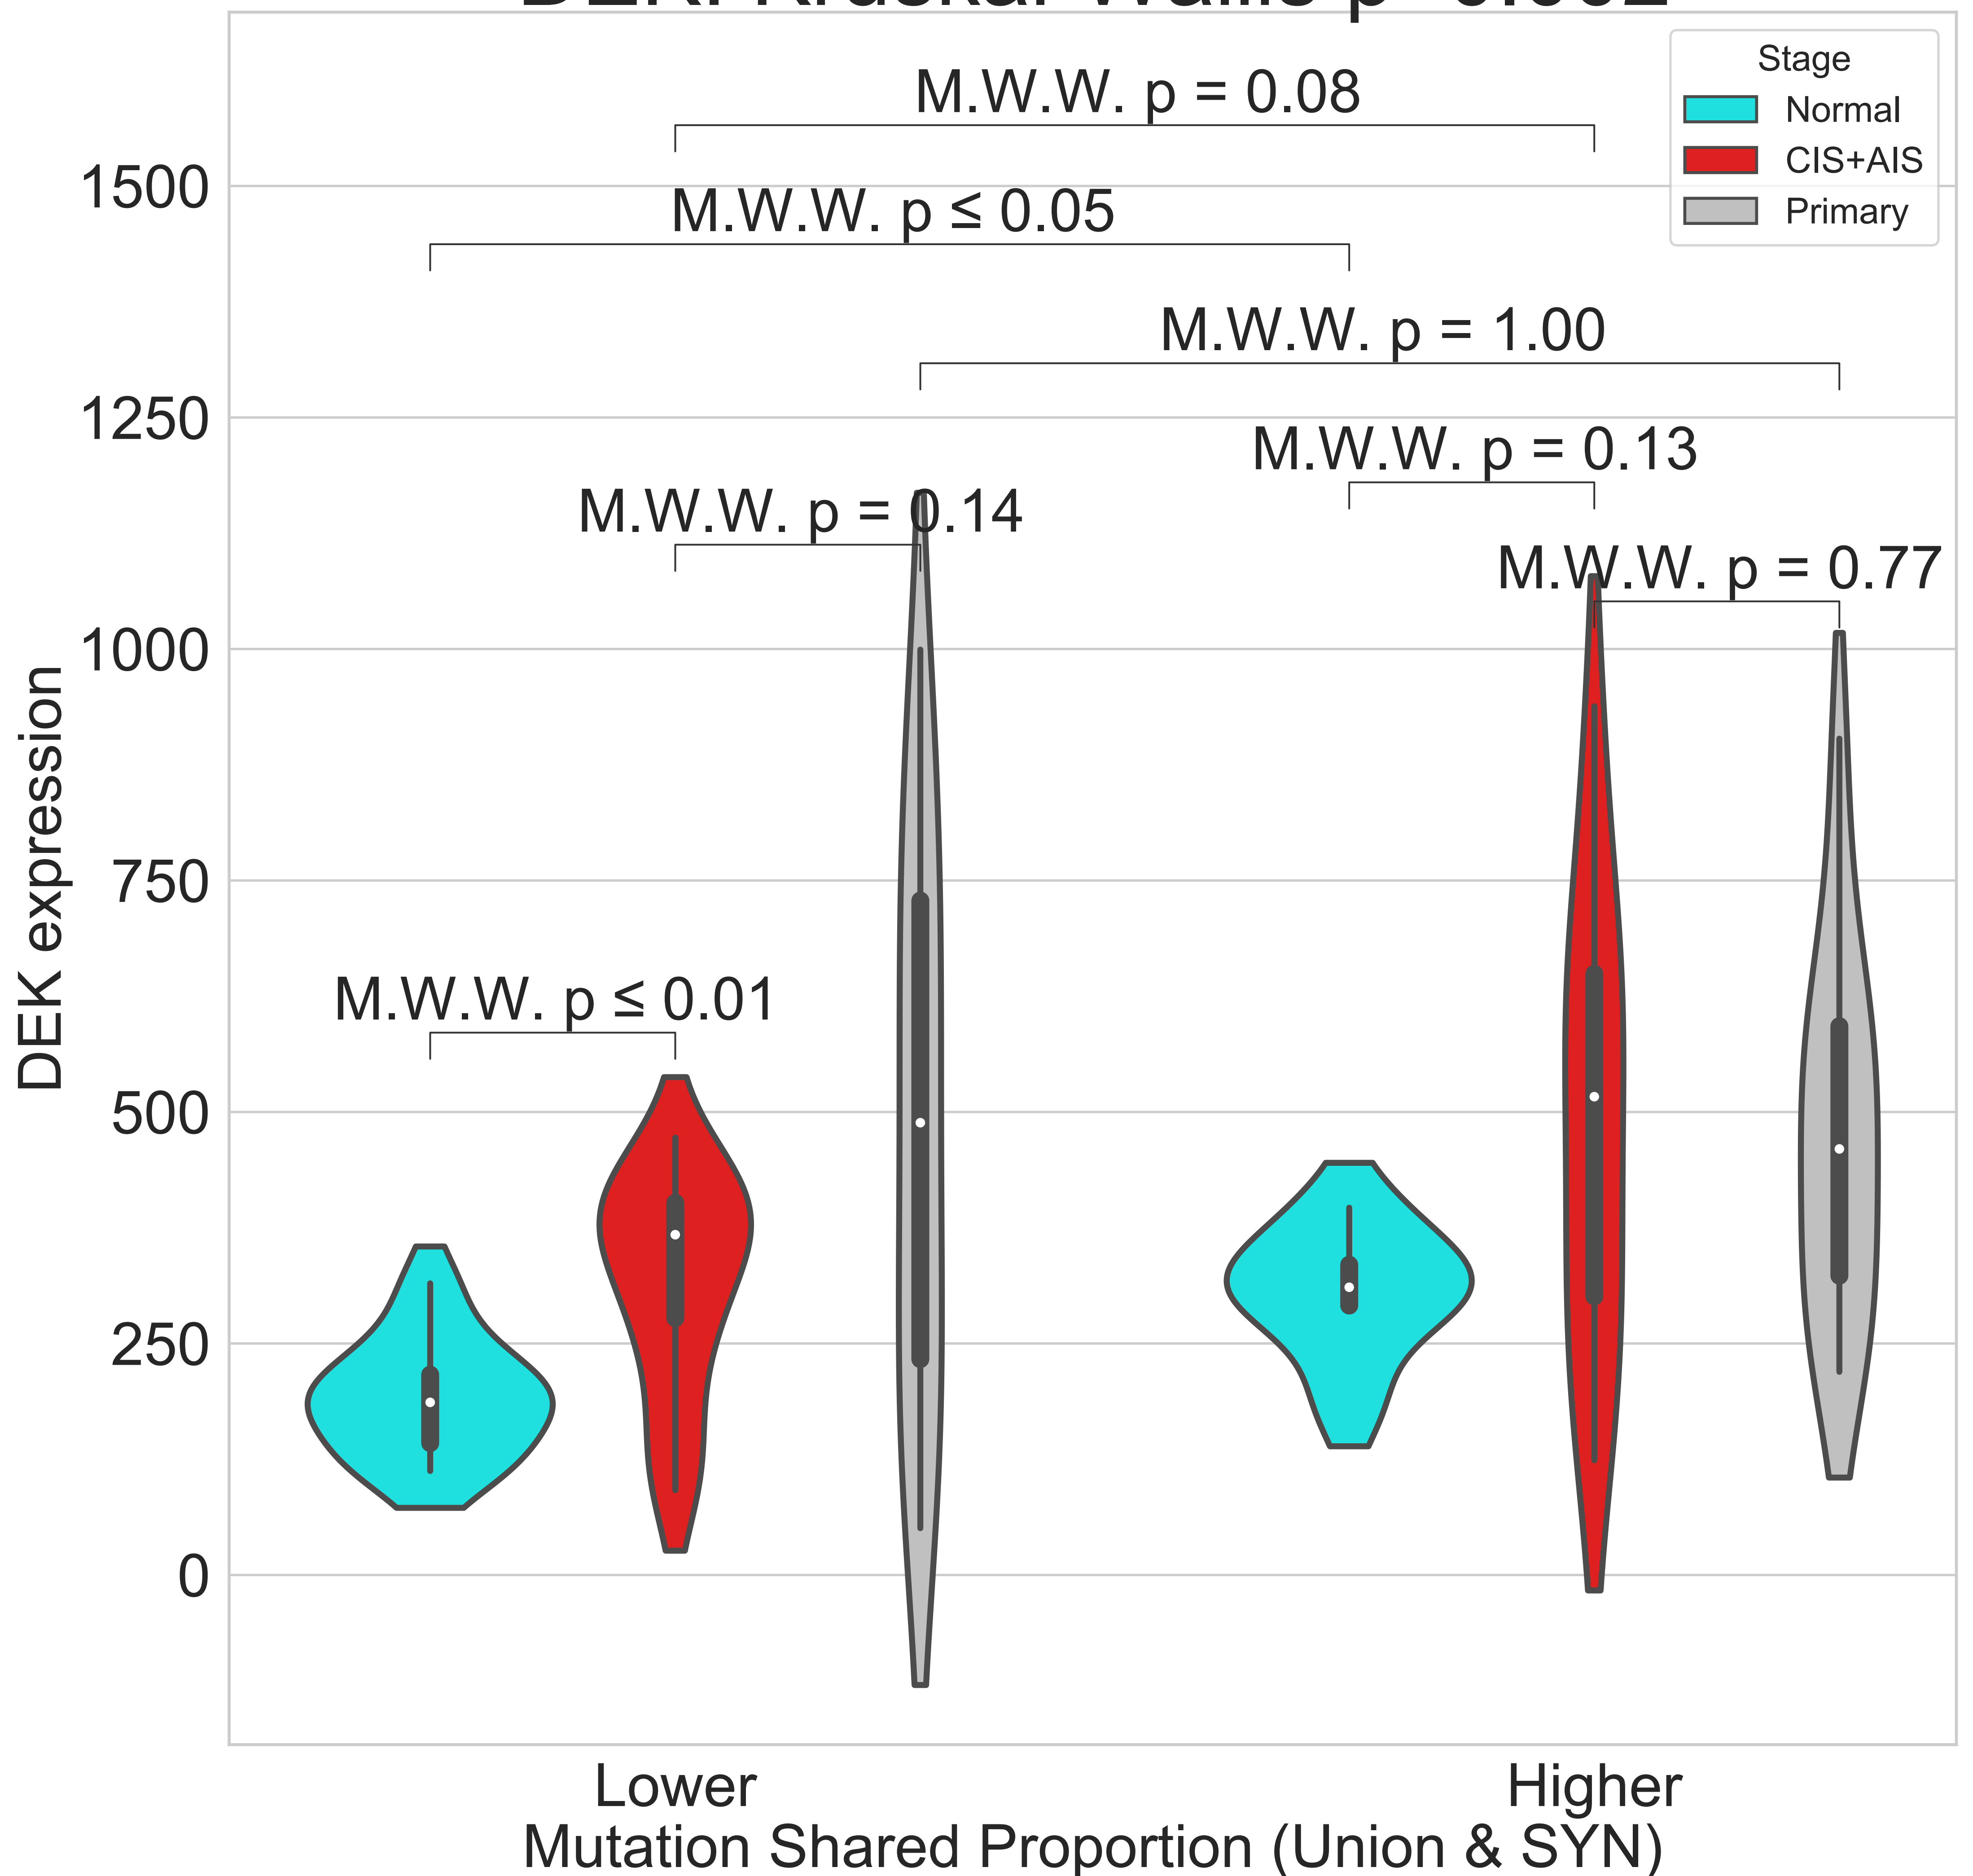 M.W.W. p = 0.08
M.W.W. p ≤ 0.05
M.W.W. p = 1.00
M.W.W. p = 0.13
M.W.W. p = 0.14
M.W.W. p = 0.77
M.W.W. p ≤ 0.01
Stage
Normal
CIS+AIS
Primary
DEK expression
1500
1250
1000
750
500
250
0
Lower
Higher
Mutation Shared Proportion (Union & SYN)